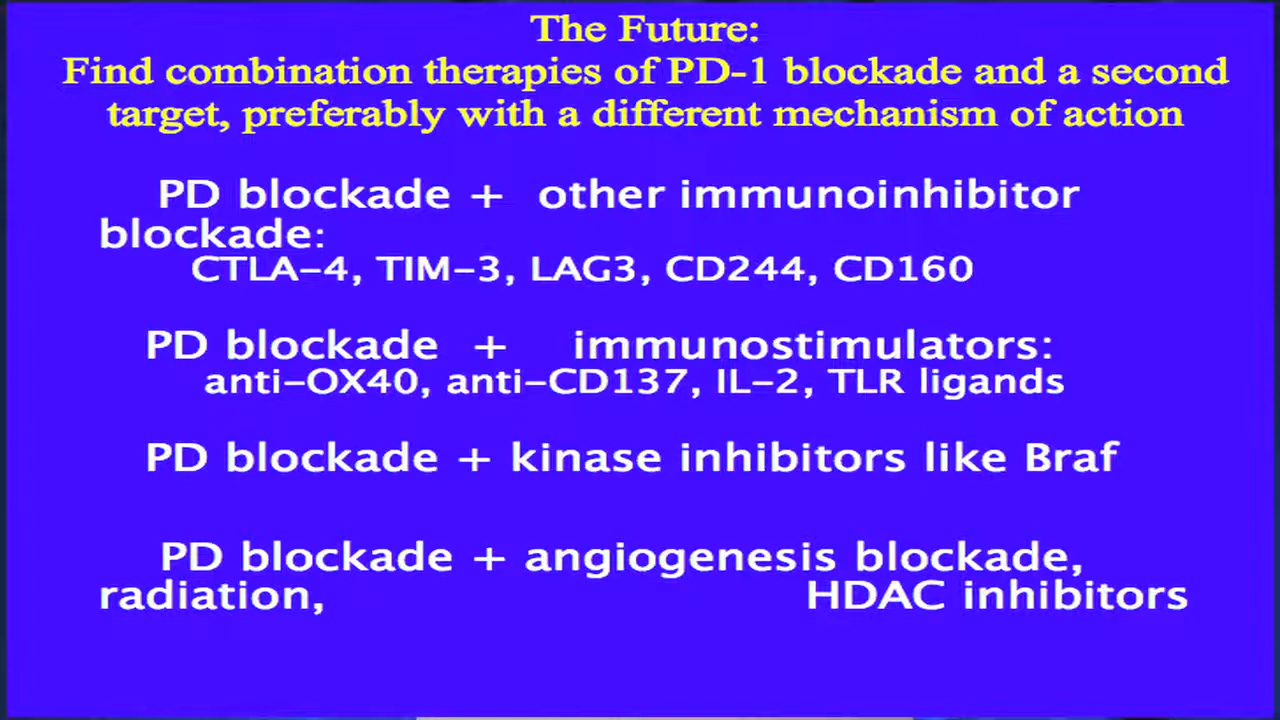 The Future:
Find combination therapies of PD-1 blockade and a second
target, preferably with a different mechanism of action
PD blockade + other immunoinhibitor
blockade:
CTLA-4, TIM-3, LAG3, CD244, CD160
PD blockade + immunostimulators:
anti-OX40, anti-CD137, IL-2, TLR ligands
PD blockade + kinase inhibitors like Braf
PD blockade + angiogenesis blockade,
radiation, HDAC inhibitors